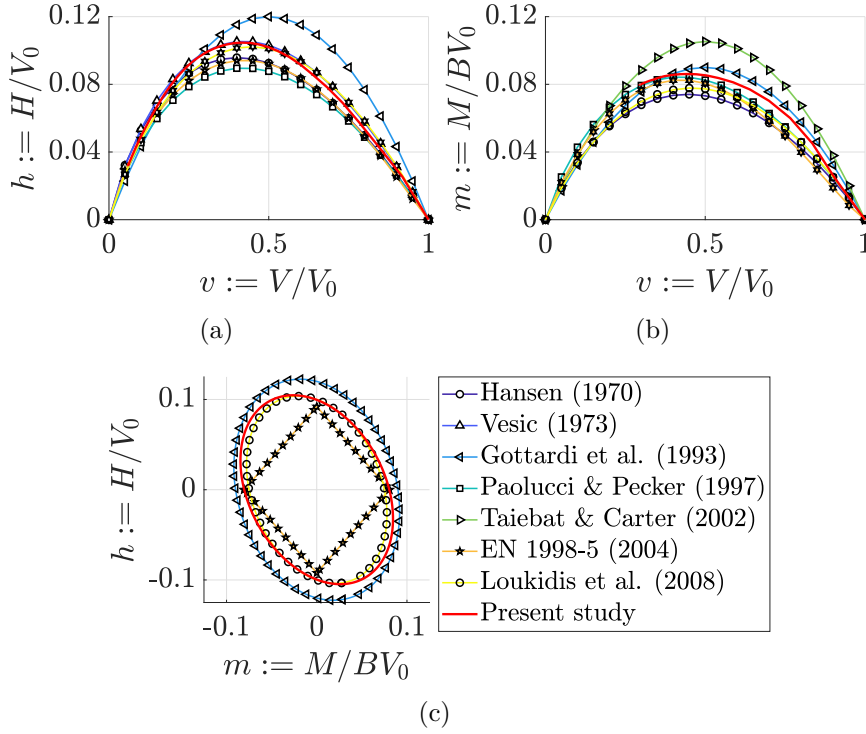 0.12
0.08
0.04
0
h := H/V₀
0 0.5 1
v := V/V₀
(a)
0.12
0.08
0.04
0
m := M/BV₀
0 0.5 1
v := V/V₀
(b)
0.1
0
-0.1
h := H/V₀
-0.1 0 0.1
m := M/BV₀
Hansen (1970)
Vesic (1973)
Gottardi et al. (1993)
Paolucci & Pecker (1997)
Taiebat & Carter (2002)
EN 1998-5 (2004)
Loukidis et al. (2008)
Present study
(c)